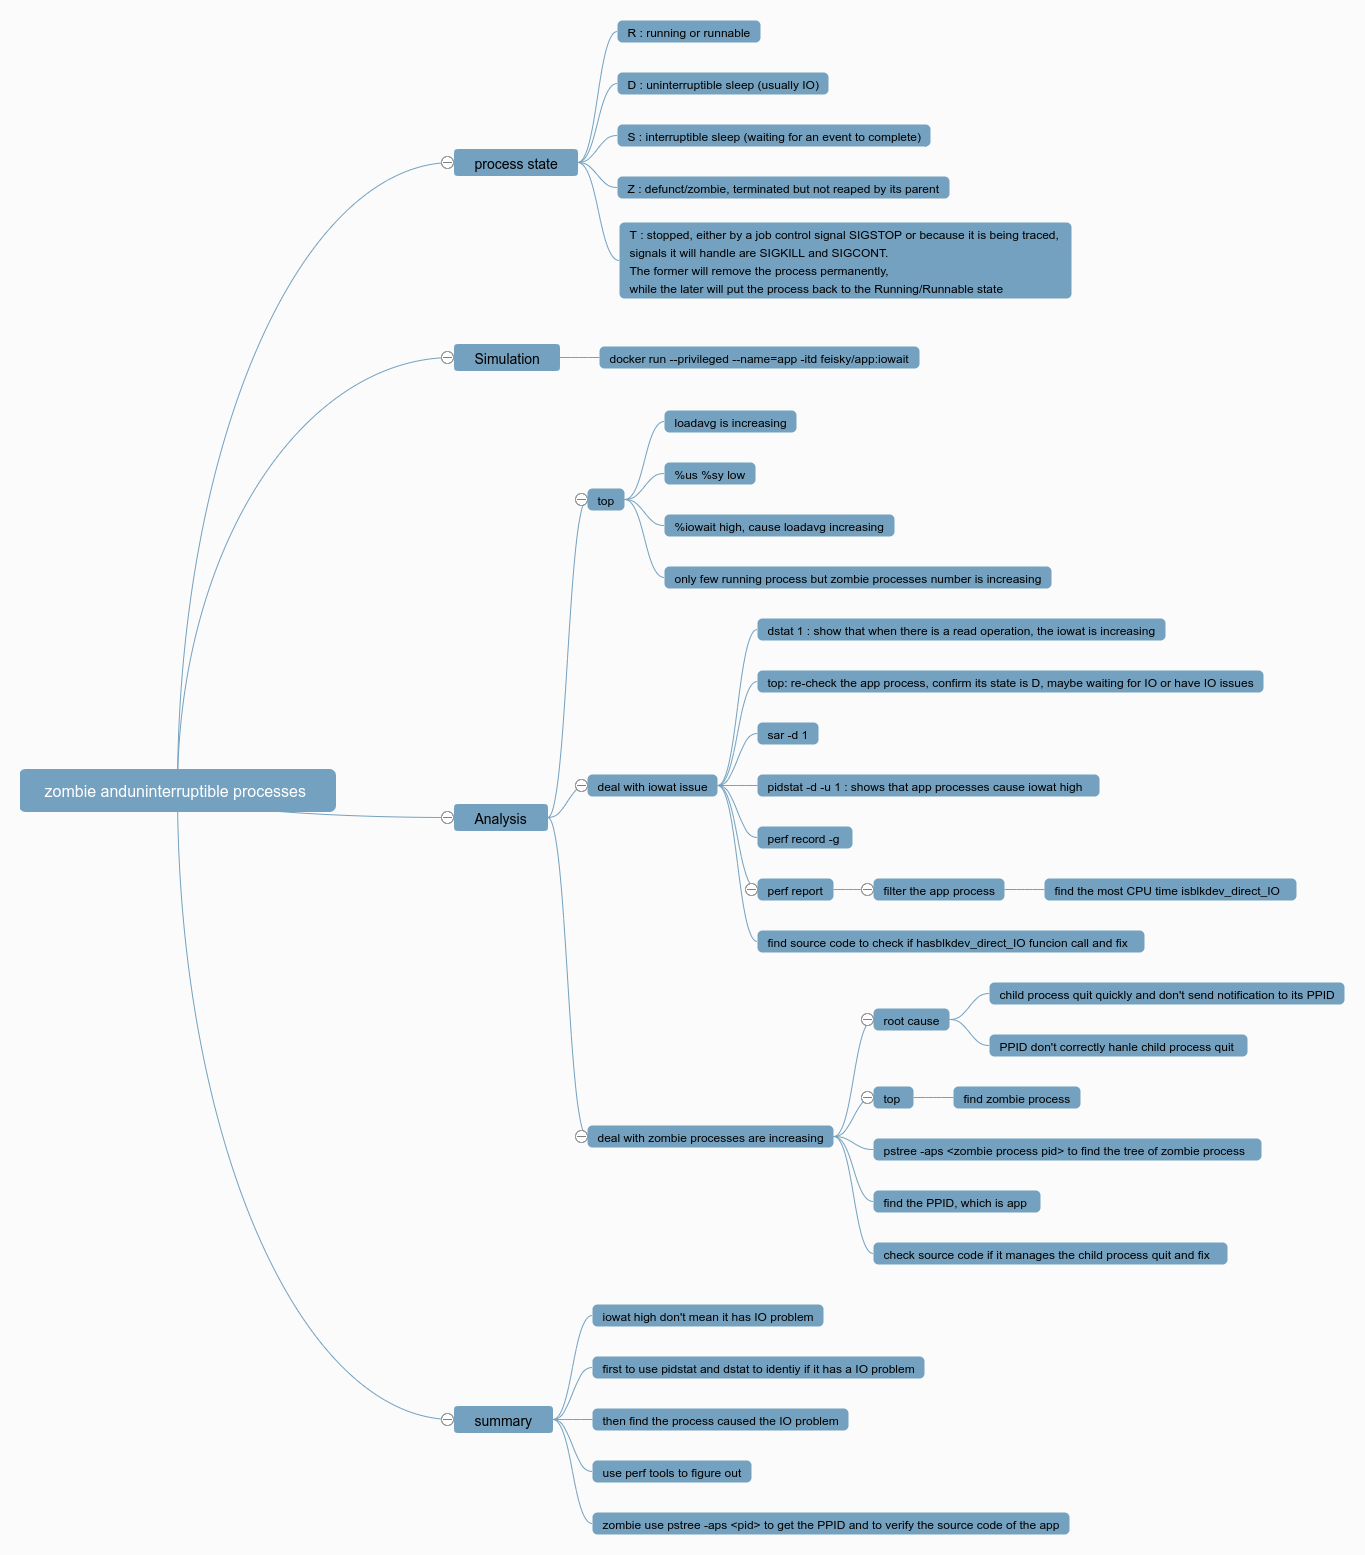 R : running or runnable
D : uninterruptible sleep (usually IO)
S : interruptible sleep (waiting for an event to complete)
process state
Z : defunct/zombie, terminated but not reaped by its parent
T : stopped, either by a job control signal SIGSTOP or because it is being traced,
signals it will handle are SIGKILL and SIGCONT.
The former will remove the process permanently,
while the later will put the process back to the Running/Runnable state
Simulation
docker run --privileged --name=app -itd feisky/app:iowait
loadavg is increasing
%us %sy low
top
%iowait high, cause loadavg increasing
only few running process but zombie processes number is increasing
dstat 1 : show that when there is a read operation, the iowat is increasing
top: re-check the app process, confirm its state is D, maybe waiting for IO or have IO issues
sar -d 1
deal with iowat issue
pidstat -d -u 1 : shows that app processes cause iowat high
zombie anduninterruptible processes
Analysis
perf record -g
perf report
filter the app process
find the most CPU time isblkdev_direct_IO
find source code to check if hasblkdev_direct_IO funcion call and fix
child process quit quickly and don't send notification to its PPID
root cause
PPID don't correctly hanle child process quit
top
find zombie process
deal with zombie processes are increasing
pstree -aps <zombie process pid> to find the tree of zombie process
find the PPID, which is app
check source code if it manages the child process quit and fix
iowat high don't mean it has IO problem
first to use pidstat and dstat to identiy if it has a IO problem
summary
then find the process caused the IO problem
use perf tools to figure out
zombie use pstree -aps <pid> to get the PPID and to verify the source code of the app